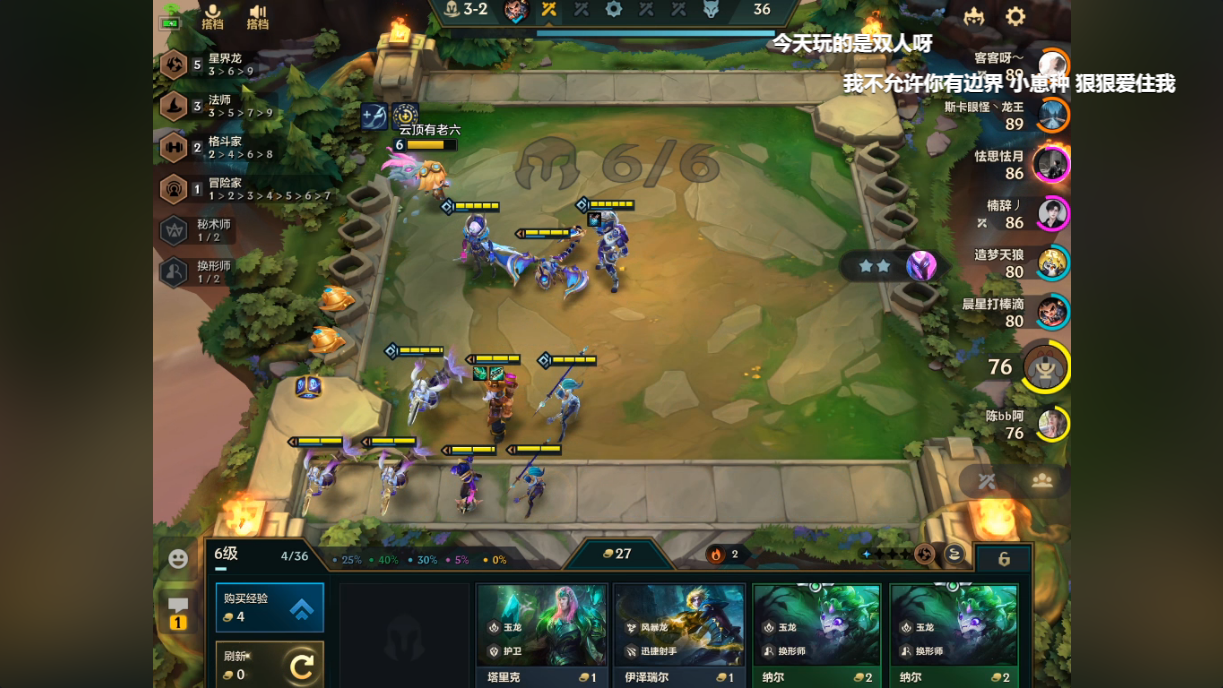 搭档
搭档
3-2
36
今天玩的是双人呀
我不允许你有边界 小崽种 狠狠爱住我
5
星界龙
3 > 6 > 9
3
法师
3 > 5 > 7 > 9
2
格斗家
2 > 4 > 6 > 8
1
冒险家
1 > 2 > 3 > 4 > 5 > 6 > 7
秘术师
1 / 2
换形师
1 / 2
云顶有老六
6
6/6
客客呀~
89
斯卡眼怪丶龙王
89
怯思怯月
86
楠辞丿
86
造梦天狼
80
晨星打棒滴
80
76
陈bb阿
76
6级
4/36
25%
40%
30%
5%
0%
27
2
6
购买经验
4
刷新
0
1
玉龙
护卫
塔里克
1
风暴龙
迅捷射手
伊泽瑞尔
1
玉龙
换形师
纳尔
2
玉龙
换形师
纳尔
2